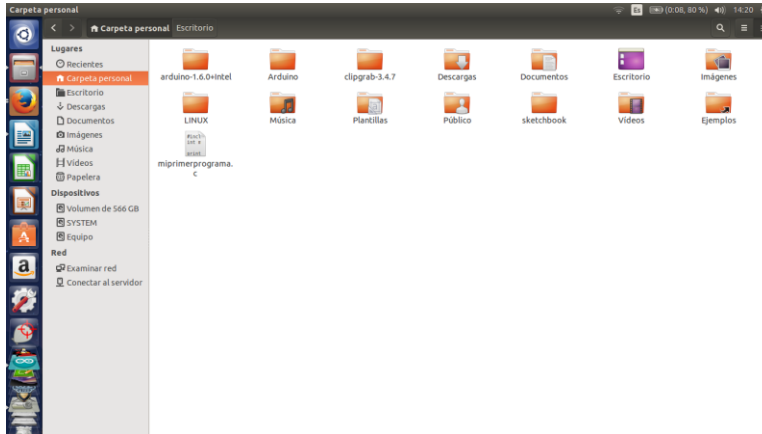 Carpeta personal
Es (0:08, 80 %) 14:20
Carpeta personal Escritorio
Lugares
Recientes
Carpeta personal
Escritorio
Descargas
Documentos
Imágenes
Música
Vídeos
Papelera
Dispositivos
Volumen de 566 GB
SYSTEM
Equipo
Red
Examinar red
Conectar al servidor
arduino-1.6.0+Intel Arduino clipgrab-3.4.7 Descargas Documentos Escritorio Imágenes
LINUX Música Plantillas Público sketchbook Vídeos Ejemplos
miprimerprograma.
c